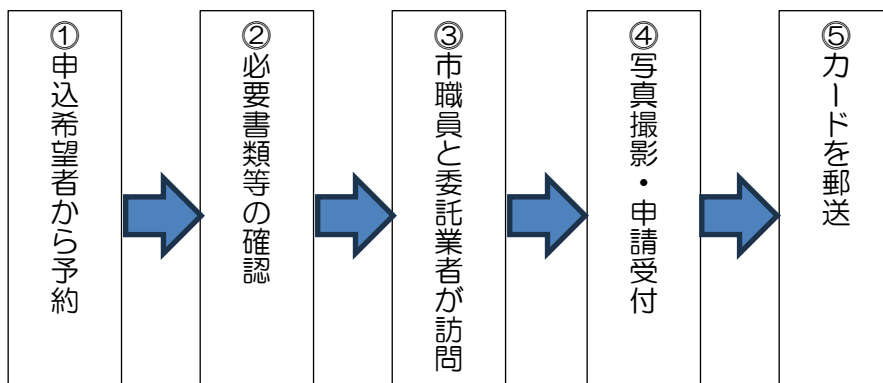 ①申込希望者から予約
②必要書類等の確認
③市職員と委託業者が訪問
④写真撮影・申請受付
⑤カードを郵送